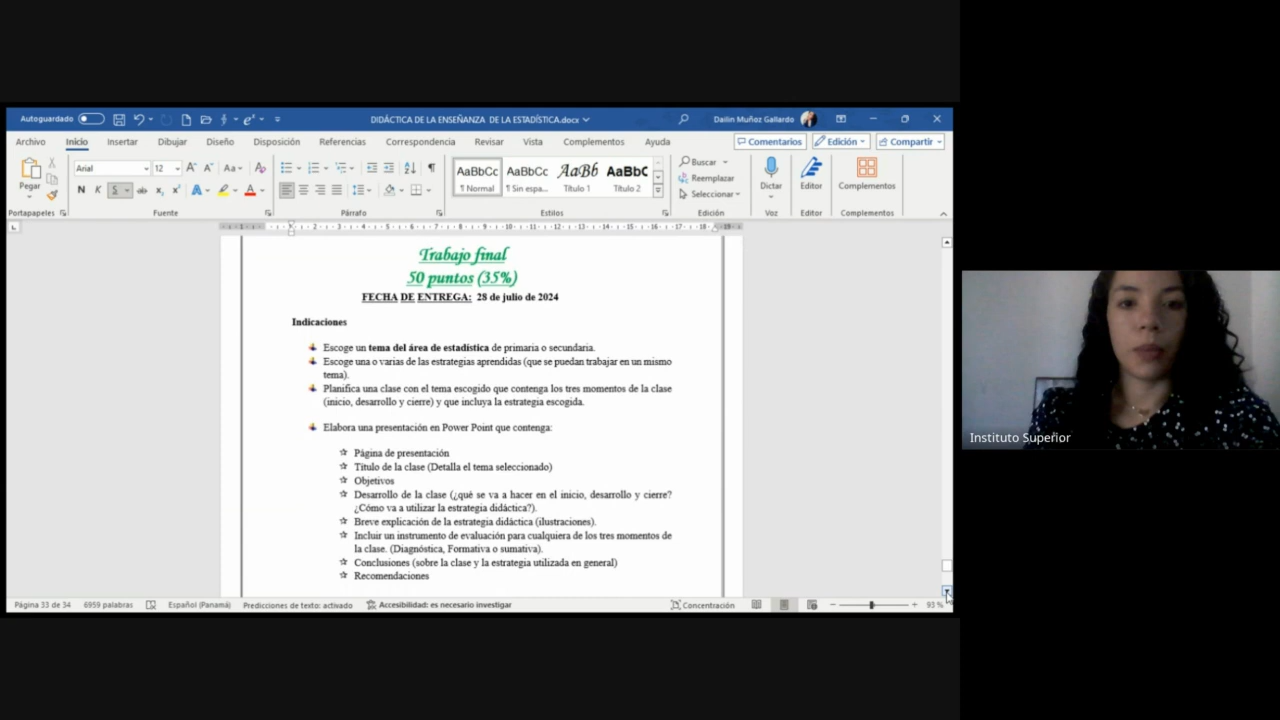 Autoguardado
DIDÁCTICA DE LA ENSEÑANZA DE LA ESTADÍSTICA.docx
Dailin Muñoz Gallardo
Archivo Inicio Insertar Dibujar Diseño Disposición Referencias Correspondencia Revisar Vista Complementos Ayuda
Comentarios Edición Compartir
Pegar
Arial 12
N K S ab x₂ x²
AaBbCc AaBbCc AaBb AaBbC
¶ Normal ¶ Sin espa... Título 1 Título 2
Buscar
Reemplazar
Seleccionar
Dictar
Editor
Complementos
Portapapeles Fuente Párrafo Estilos Edición Voz Editor Complementos
Trabajo final
50 puntos (35%)
FECHA DE ENTREGA: 28 de julio de 2024
Indicaciones
Escoge un tema del área de estadística de primaria o secundaria.
Escoge una o varias de las estrategias aprendidas (que se puedan trabajar en un mismo
tema).
Planifica una clase con el tema escogido que contenga los tres momentos de la clase
(inicio, desarrollo y cierre) y que incluya la estrategia escogida.
Elabora una presentación en Power Point que contenga:
Página de presentación
Título de la clase (Detalla el tema seleccionado)
Objetivos
Desarrollo de la clase (¿qué se va a hacer en el inicio, desarrollo y cierre?
¿Cómo va a utilizar la estrategia didáctica?).
Breve explicación de la estrategia didáctica (ilustraciones).
Incluir un instrumento de evaluación para cualquiera de los tres momentos de
la clase. (Diagnóstica, Formativa o sumativa).
Conclusiones (sobre la clase y la estrategia utilizada en general)
Recomendaciones
Página 33 de 34 6959 palabras Español (Panamá) Predicciones de texto: activado Accesibilidad: es necesario investigar Concentración 93 %
Instituto Superior